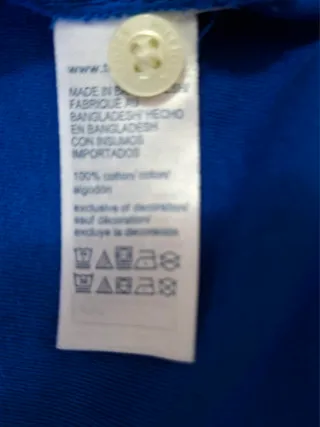 MADE IN
FABRIQUE AU
BANGLADESH/ HECHO
EN BANGLADESH
CON INSUMOS
IMPORTADOS
100% cotton/ coton/
algodón
exclusive of decoration/
sauf décoration/
excluye la decoración